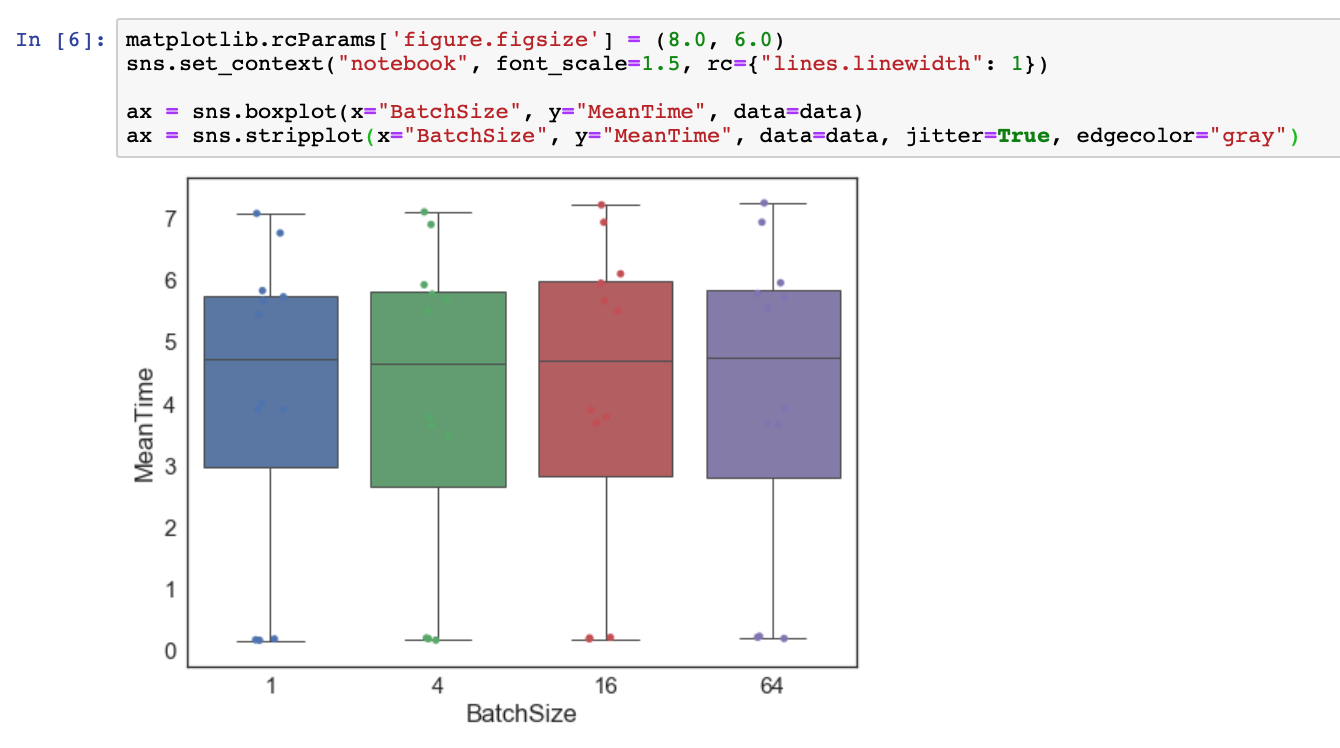 In [6]: matplotlib.rcParams['figure.figsize'] = (8.0, 6.0)
sns.set_context("notebook", font_scale=1.5, rc={"lines.linewidth": 1})
ax = sns.boxplot(x="BatchSize", y="MeanTime", data=data)
ax = sns.stripplot(x="BatchSize", y="MeanTime", data=data, jitter=True, edgecolor="gray")
7
6
5
4
3
2
1
0
MeanTime
1 4 16 64
BatchSize